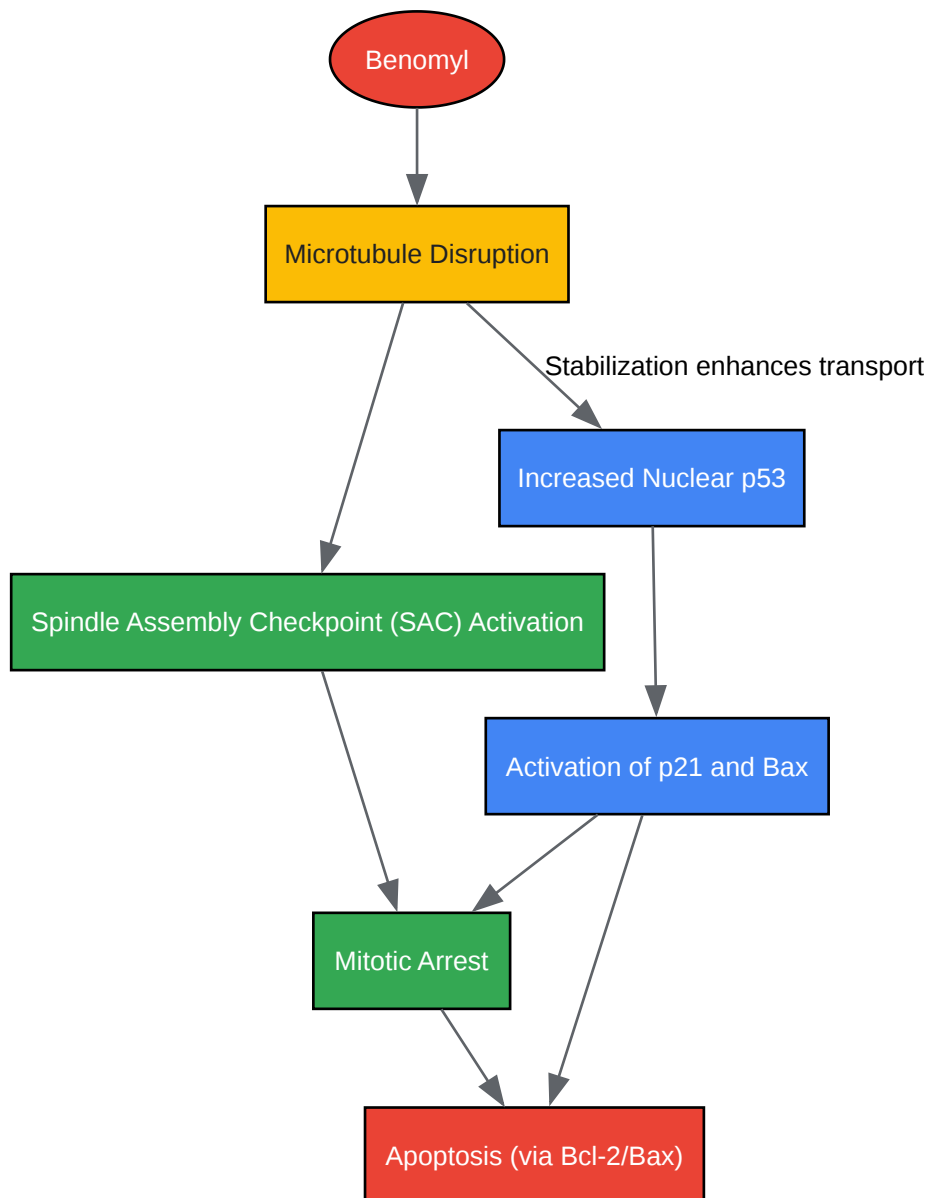 Benomyl
Microtubule Disruption
Stabilization enhances transport
Increased Nuclear p53
Spindle Assembly Checkpoint (SAC) Activation
Activation of p21 and Bax
Mitotic Arrest
Apoptosis (via Bcl-2/Bax)